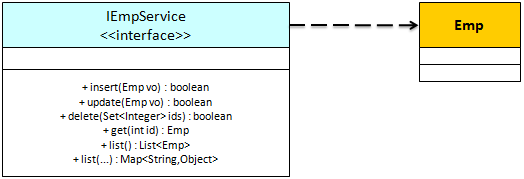 IEmpService
<<interface>>
Emp
+ insert(Emp vo) : boolean
+ update(Emp vo) : boolean
+ delete(Set<Integer> ids) : boolean
+ get(int id) : Emp
+ list() : List<Emp>
+ list(...) : Map<String,Object>